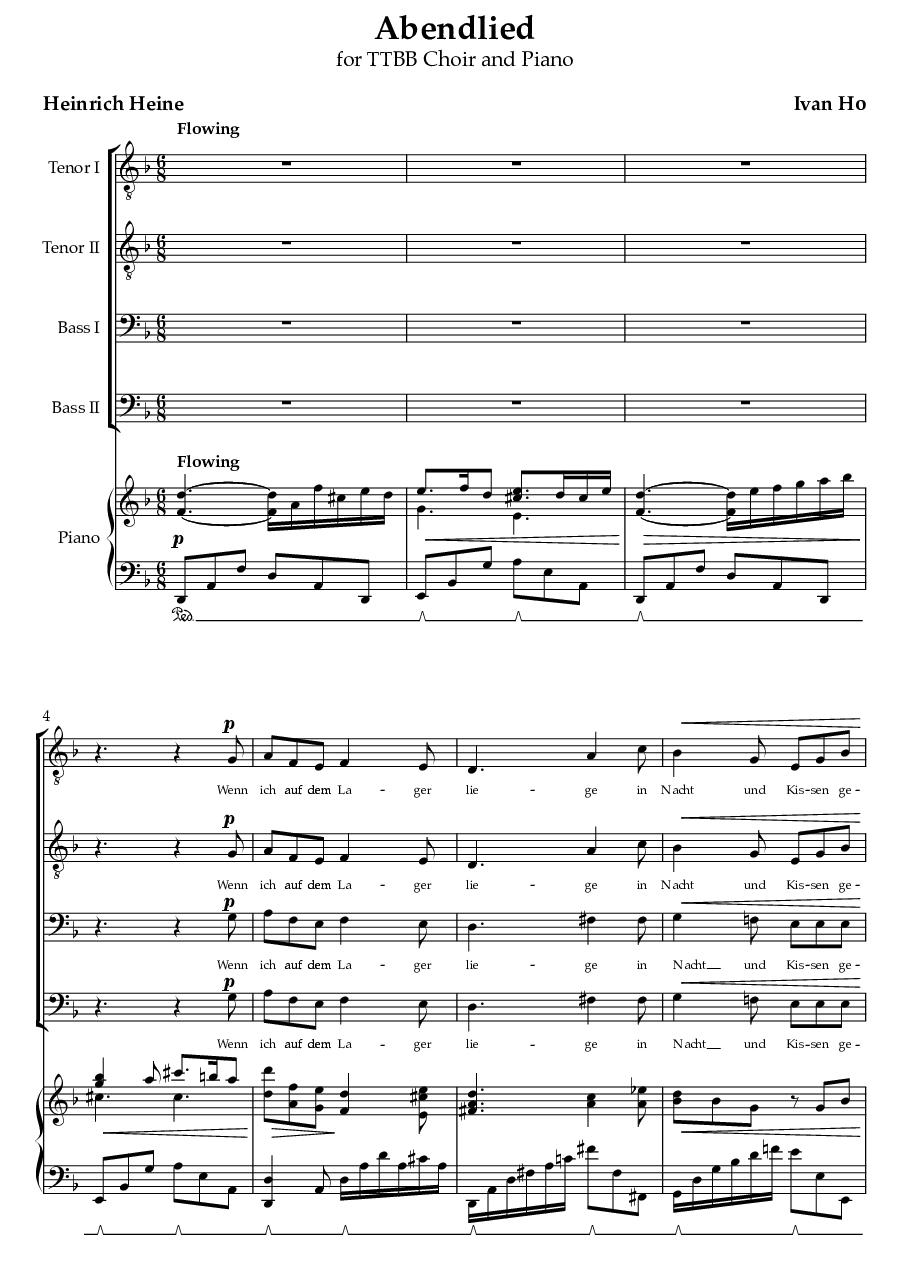 Abendlied
for TTBB Choir and Piano
Heinrich Heine
Ivan Ho
Flowing
Tenor I
Tenor II
Bass I
Bass II
Flowing
Piano
p
Ped.
4
p
Wenn ich auf dem La - ger lie - ge in Nacht und Kis-sen ge-
p
Wenn ich auf dem La - ger lie - ge in Nacht und Kis-sen ge-
p
Wenn ich auf dem La - ger lie - ge in Nacht und Kis-sen ge-
p
Wenn ich auf dem La - ger lie - ge in Nacht und Kis-sen ge-